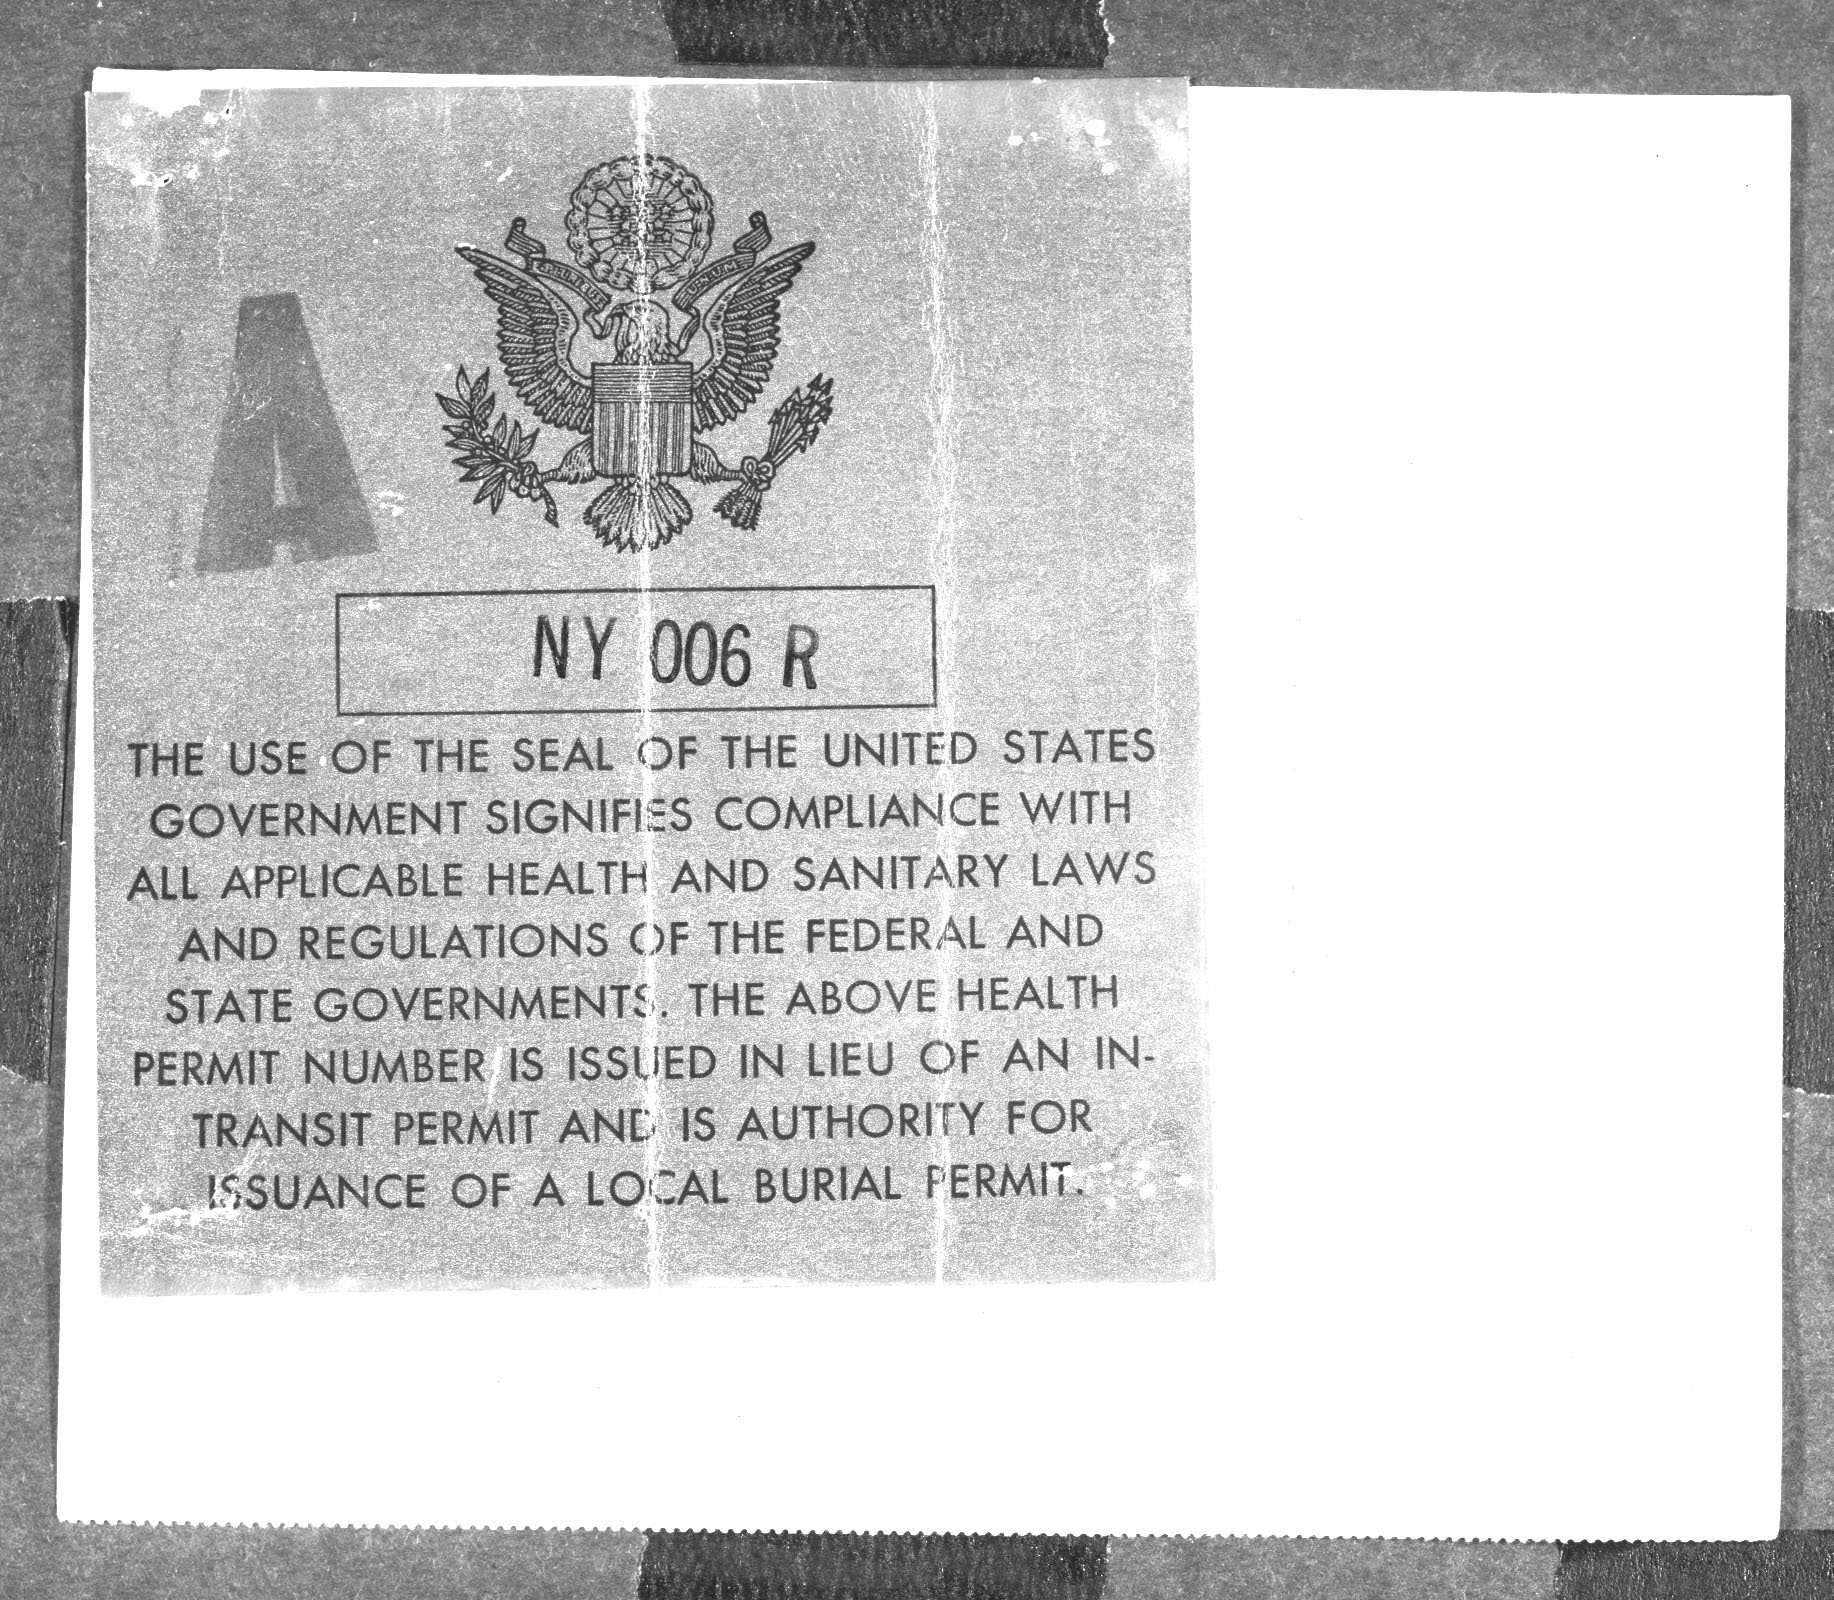 A
NY 006 R
THE USE OF THE SEAL OF THE UNITED STATES
GOVERNMENT SIGNIFIES COMPLIANCE WITH
ALL APPLICABLE HEALTH AND SANITARY LAWS
AND REGULATIONS OF THE FEDERAL AND
STATE GOVERNMENTS. THE ABOVE HEALTH
PERMIT NUMBER IS ISSUED IN LIEU OF AN IN-
TRANSIT PERMIT AND IS AUTHORITY FOR
ISSUANCE OF A LOCAL BURIAL PERMIT.